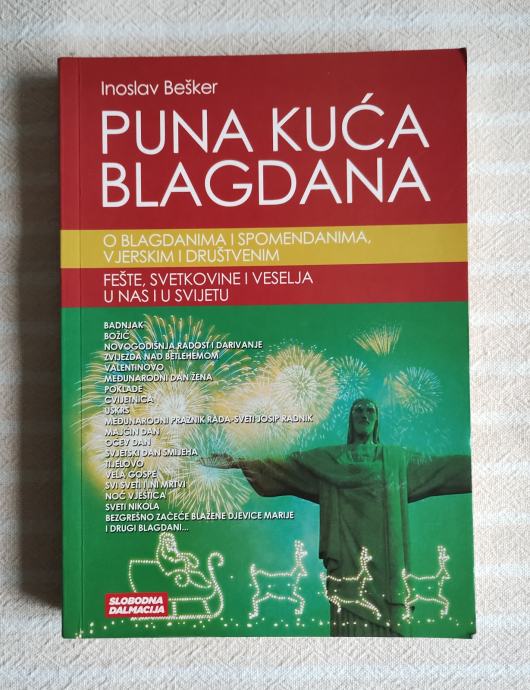 Inoslav Bešker
PUNA KUĆA
BLAGDANA
O BLAGDANIMA I SPOMENDANIMA,
VJERSKIM I DRUŠTVENIM
FEŠTE, SVETKOVINE I VESELJA
U NAS I U SVIJETU
BADNJAK
BOŽIĆ
NOVOGODIŠNJA RADOST I DARIVANJE
ZVIJEZDA NAD BETLEHEMOM
VALENTINOVO
MEĐUNARODNI DAN ŽENA
POKLADE
CVIJETNICA
USKRS
MEĐUNARODNI PRAZNIK RADA-SVETI JOSIP RADNIK
MAJČIN DAN
OČEV DAN
SVJETSKI DAN SMIJEHA
TIJELOVO
VELA GOSPE
SVI SVETI I NI MRTVI
NOĆ VJEŠTICA
SVETI NIKOLA
BEZGREŠNO ZAČEĆE BLAŽENE DJEVICE MARIJE
I DRUGI BLAGDANI...
SLOBODNA
DALMACIJA